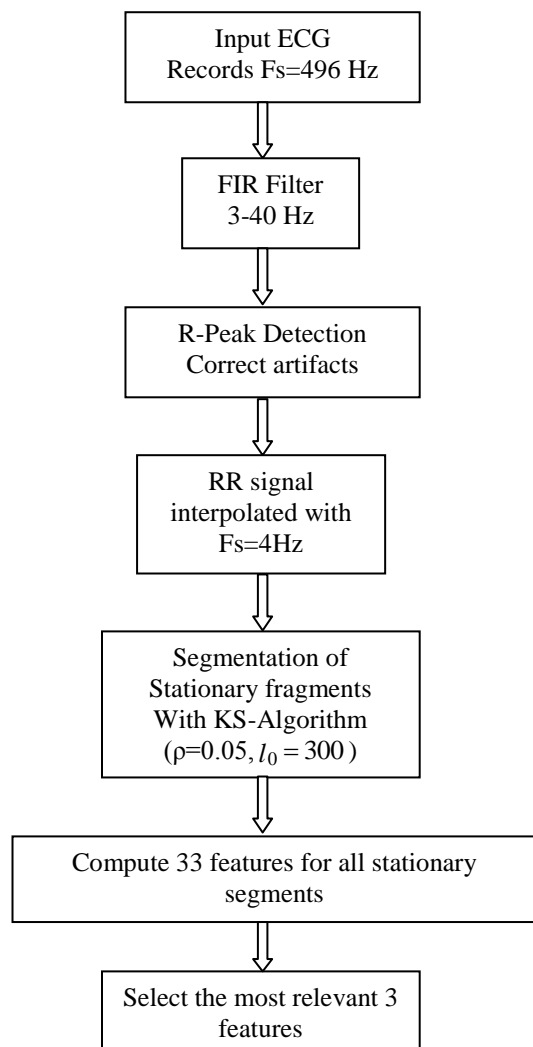 Input ECG
Records Fs=496 Hz
FIR Filter
3-40 Hz
R-Peak Detection
Correct artifacts
RR signal
interpolated with
Fs=4Hz
Segmentation of
Stationary fragments
With KS-Algorithm
(ρ=0.05, l₀ = 300 )
Compute 33 features for all stationary
segments
Select the most relevant 3
features